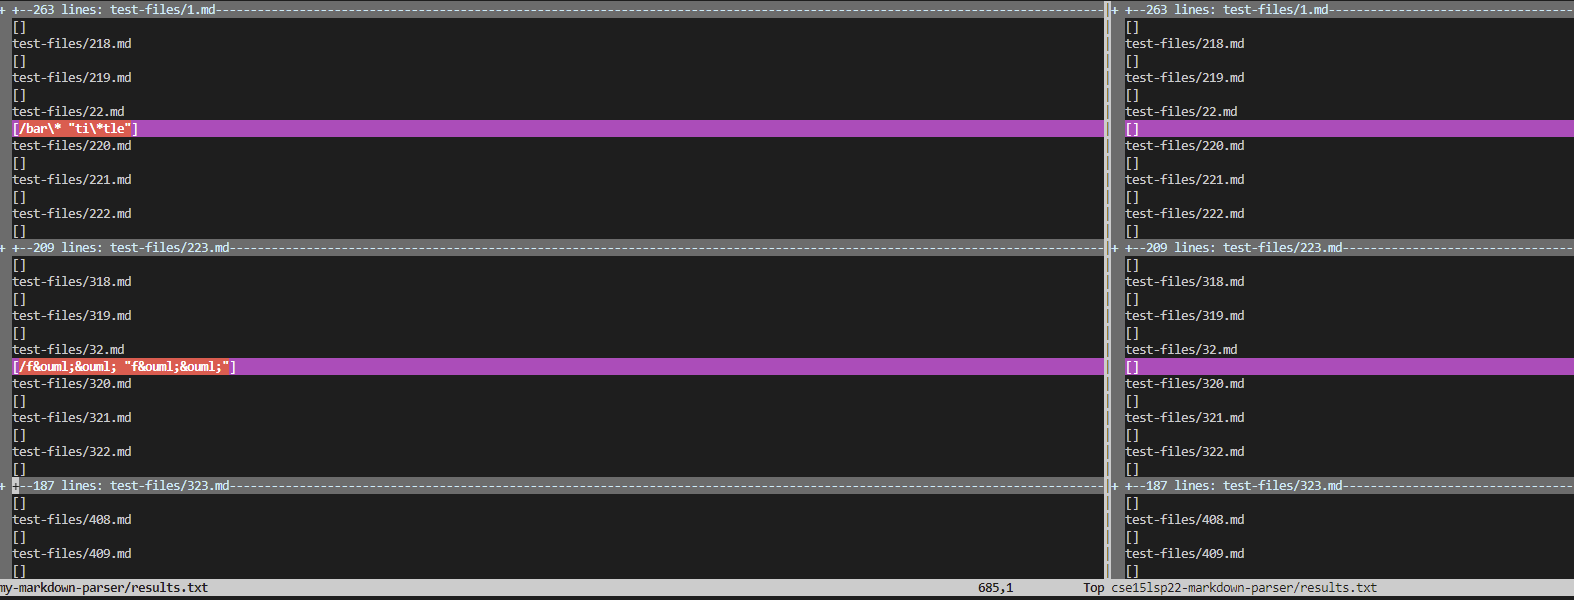 + +--263 lines: test-files/1.md-----------------------------------------------------------------------------------------------------------------------------
[]
test-files/218.md
[]
test-files/219.md
[]
test-files/22.md
[/bar\* "ti\*tle"]
test-files/220.md
[]
test-files/221.md
[]
test-files/222.md
[]
+ +--209 lines: test-files/223.md---------------------------------------------------------------------------------------------------------------------------
[]
test-files/318.md
[]
test-files/319.md
[]
test-files/32.md
[/f&ouml;&ouml; "f&ouml;&ouml;"]
test-files/320.md
[]
test-files/321.md
[]
test-files/322.md
[]
+ +--187 lines: test-files/323.md---------------------------------------------------------------------------------------------------------------------------
[]
test-files/408.md
[]
test-files/409.md
[]
my-markdown-parser/results.txt 685,1 Top
+ +--263 lines: test-files/1.md-----------------------------------
[]
test-files/218.md
[]
test-files/219.md
[]
test-files/22.md
[]
test-files/220.md
[]
test-files/221.md
[]
test-files/222.md
[]
+ +--209 lines: test-files/223.md---------------------------------
[]
test-files/318.md
[]
test-files/319.md
[]
test-files/32.md
[]
test-files/320.md
[]
test-files/321.md
[]
test-files/322.md
[]
+ +--187 lines: test-files/323.md---------------------------------
[]
test-files/408.md
[]
test-files/409.md
[]
cse15lsp22-markdown-parser/results.txt